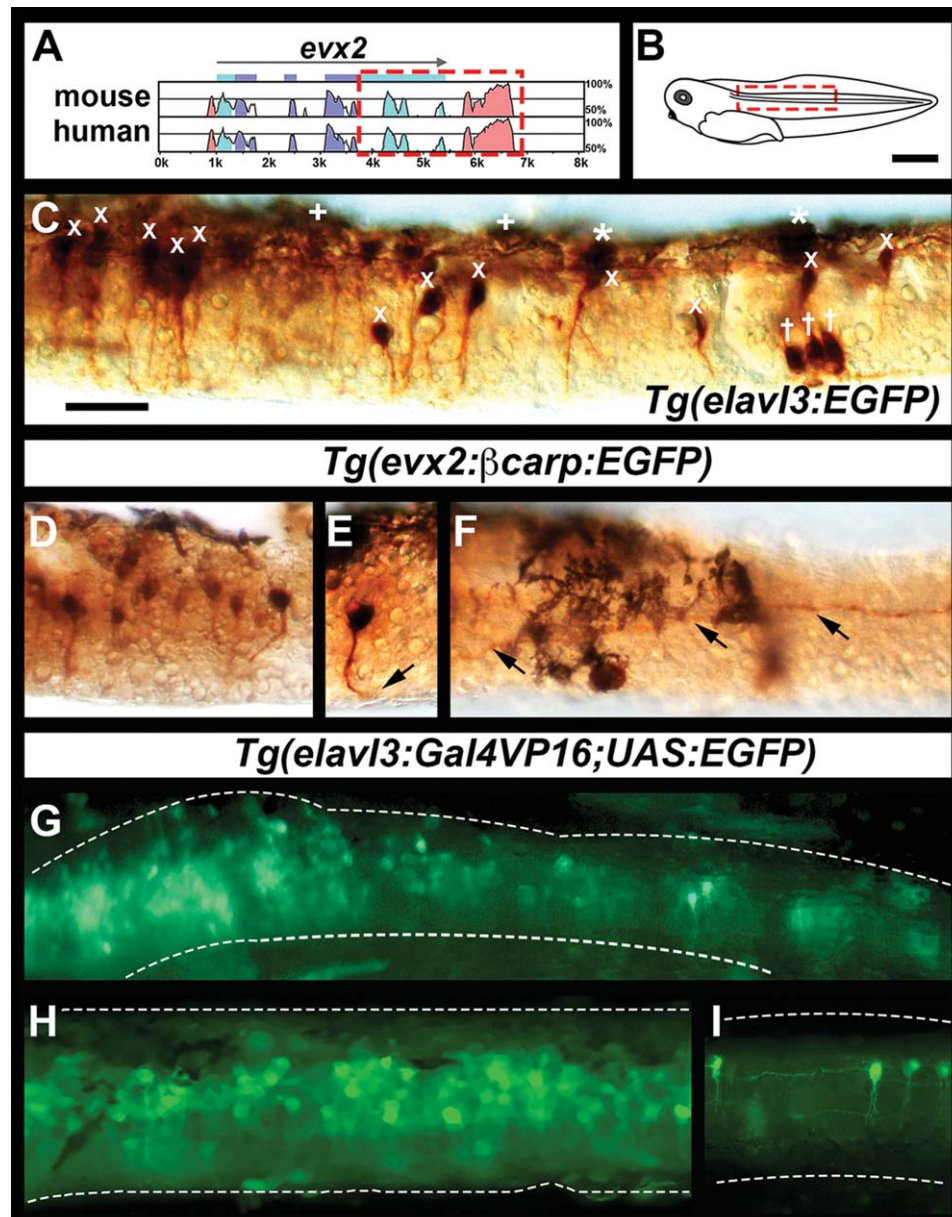 A
evx2
mouse
human
100%
50%
100%
50%
0k 1k 2k 3k 4k 5k 6k 7k 8k
B
C
x x x x x + + * * x
x x x x x x
† † †
Tg(elavl3:EGFP)
Tg(evx2:βcarp:EGFP)
D
E
F
Tg(elavl3:Gal4VP16;UAS:EGFP)
G
H
I